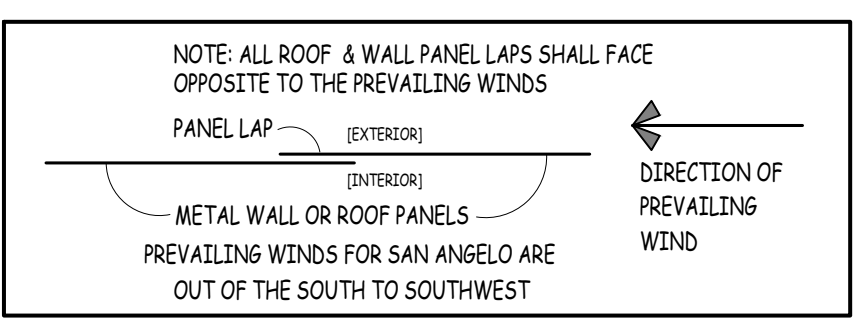 NOTE: ALL ROOF & WALL PANEL LAPS SHALL FACE
OPPOSITE TO THE PREVAILING WINDS
PANEL LAP
[EXTERIOR]
[INTERIOR]
METAL WALL OR ROOF PANELS
PREVAILING WINDS FOR SAN ANGELO ARE
OUT OF THE SOUTH TO SOUTHWEST
DIRECTION OF
PREVAILING
WIND